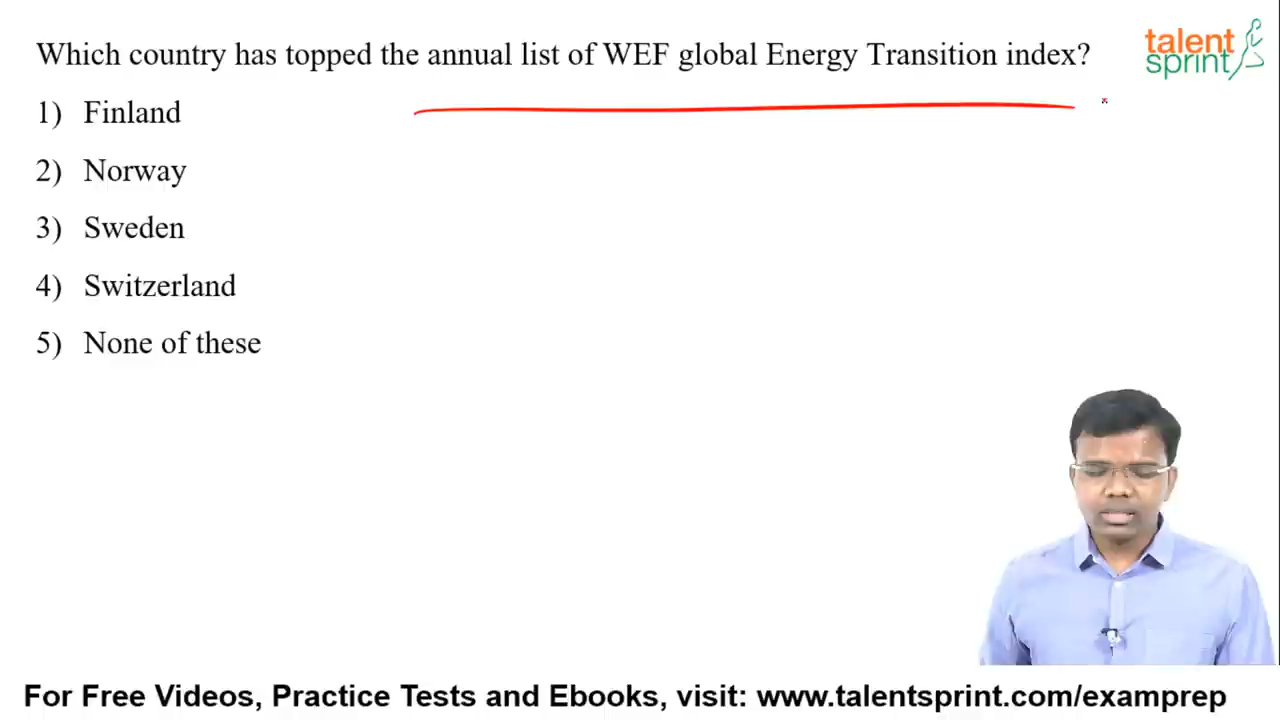 Which country has topped the annual list of WEF global Energy Transition index?
talent
sprint
1) Finland
2) Norway
3) Sweden
4) Switzerland
5) None of these
For Free Videos, Practice Tests and Ebooks, visit: www.talentsprint.com/examprep